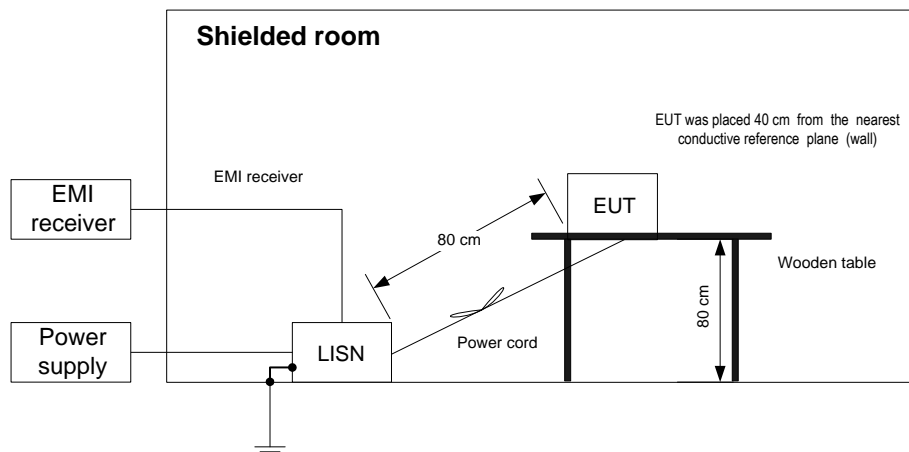 Shielded room
EUT was placed 40 cm from the nearest
conductive reference plane (wall)
EMI receiver
EMI
receiver
EUT
80 cm
Wooden table
80 cm
Power
supply
LISN
Power cord